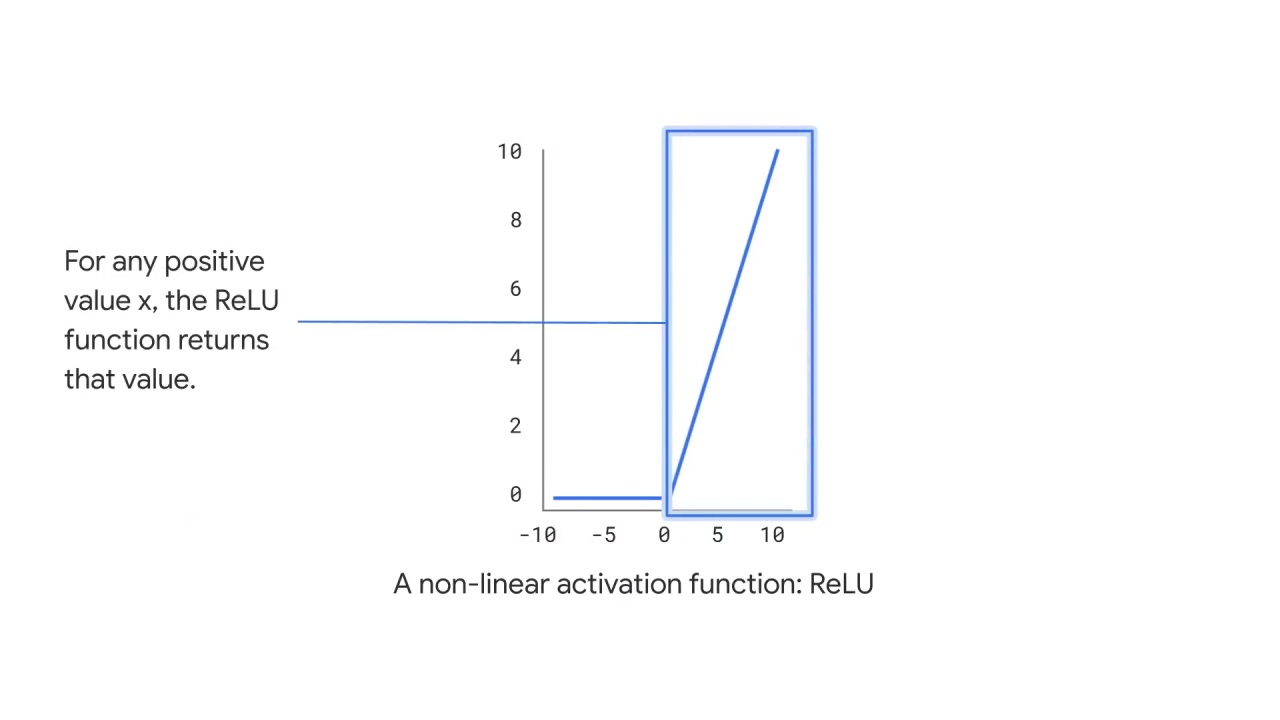 For any positive
value x, the ReLU
function returns
that value.
10
8
6
4
2
0
-10 -5 0 5 10
A non-linear activation function: ReLU